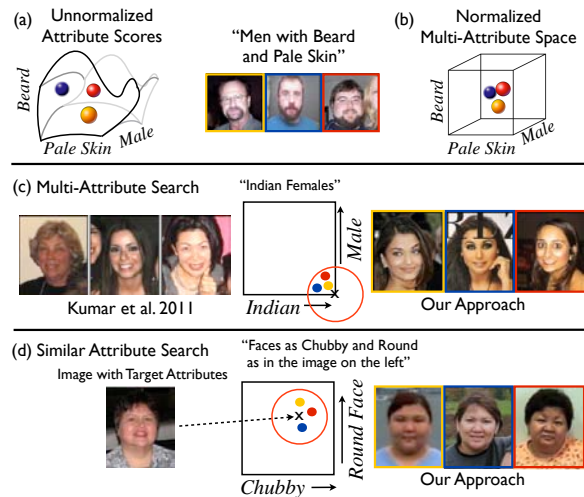 (a) Unnormalized
Attribute Scores
Beard
Pale Skin
Male
"Men with Beard
and Pale Skin"
(b) Normalized
Multi-Attribute Space
Beard
Pale Skin
Male
(c) Multi-Attribute Search
Kumar et al. 2011
"Indian Females"
Male
x
Indian
Our Approach
(d) Similar Attribute Search
Image with Target Attributes
"Faces as Chubby and Round
as in the image on the left"
x
Round Face
Chubby
Our Approach